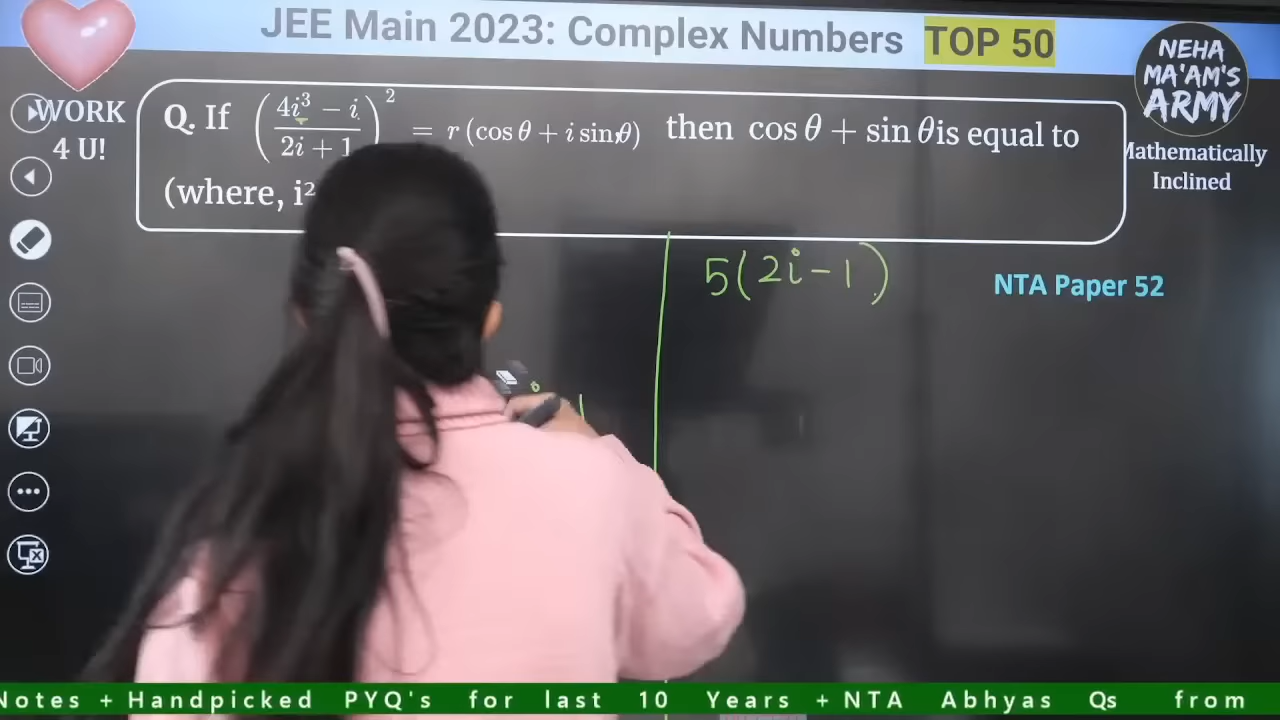 JEE Main 2023: Complex Numbers TOP 50
WORK
4 U!
NEHA
MA'AM'S
ARMY
Mathematically
Inclined
Q. If ((4i³ − i)/(2i + 1))² = r (cos θ + i sin θ) then cos θ + sin θ is equal to
(where, i²
5(2i − 1)
NTA Paper 52
Notes + Handpicked PYQ's for last 10 Years + NTA Abhyas Qs from